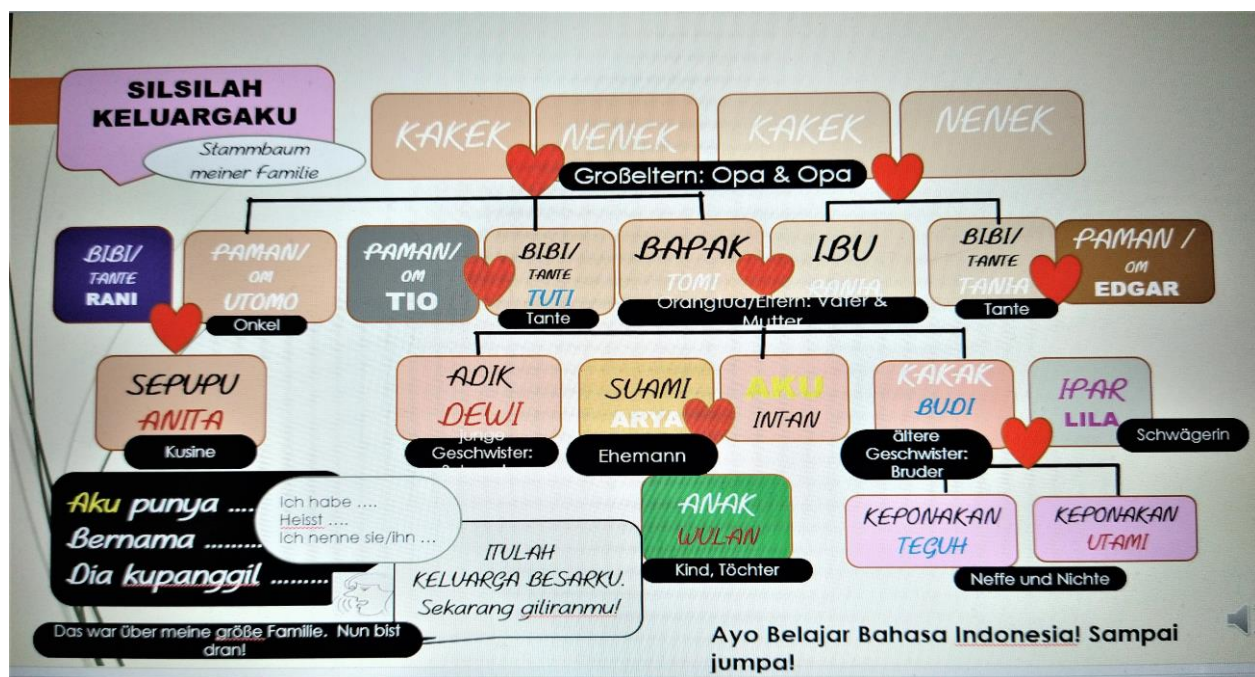 SILSILAH
KELUARGAKU
Stammbaum
meiner Familie
KAKEK
NENEK
KAKEK
NENEK
Großeltern: Opa & Opa
BIBI/
TANTE
RANI
PAMAN/
OM
UTOMO
Onkel
PAMAN/
OM
TIO
BIBI/
TANTE
TUTI
Tante
BAPAK
TOMI
IBU
RANIA
Orangtua/Eltern: Vater &
Mutter
BIBI/
TANTE
TANIA
Tante
PAMAN /
OM
EDGAR
SEPUPU
ANITA
Kusine
ADIK
DEWI
junge
Geschwister:
SUAMI
ARYA
Ehemann
AKU
INTAN
KAKAK
BUDI
ältere
Geschwister:
Bruder
IPAR
LILA
Schwägerin
Aku punya ....
Bernama .........
Dia kupanggil .........
Ich habe ....
Heisst ....
Ich nenne sie/ihn ...
ITULAH
KELUARGA BESARKU.
Sekarang giliranmu!
ANAK
WULAN
Kind, Töchter
KEPONAKAN
TEGUH
KEPONAKAN
UTAMI
Neffe und Nichte
Das war über meine größe Familie. Nun bist
dran!
Ayo Belajar Bahasa Indonesia! Sampai
jumpa!